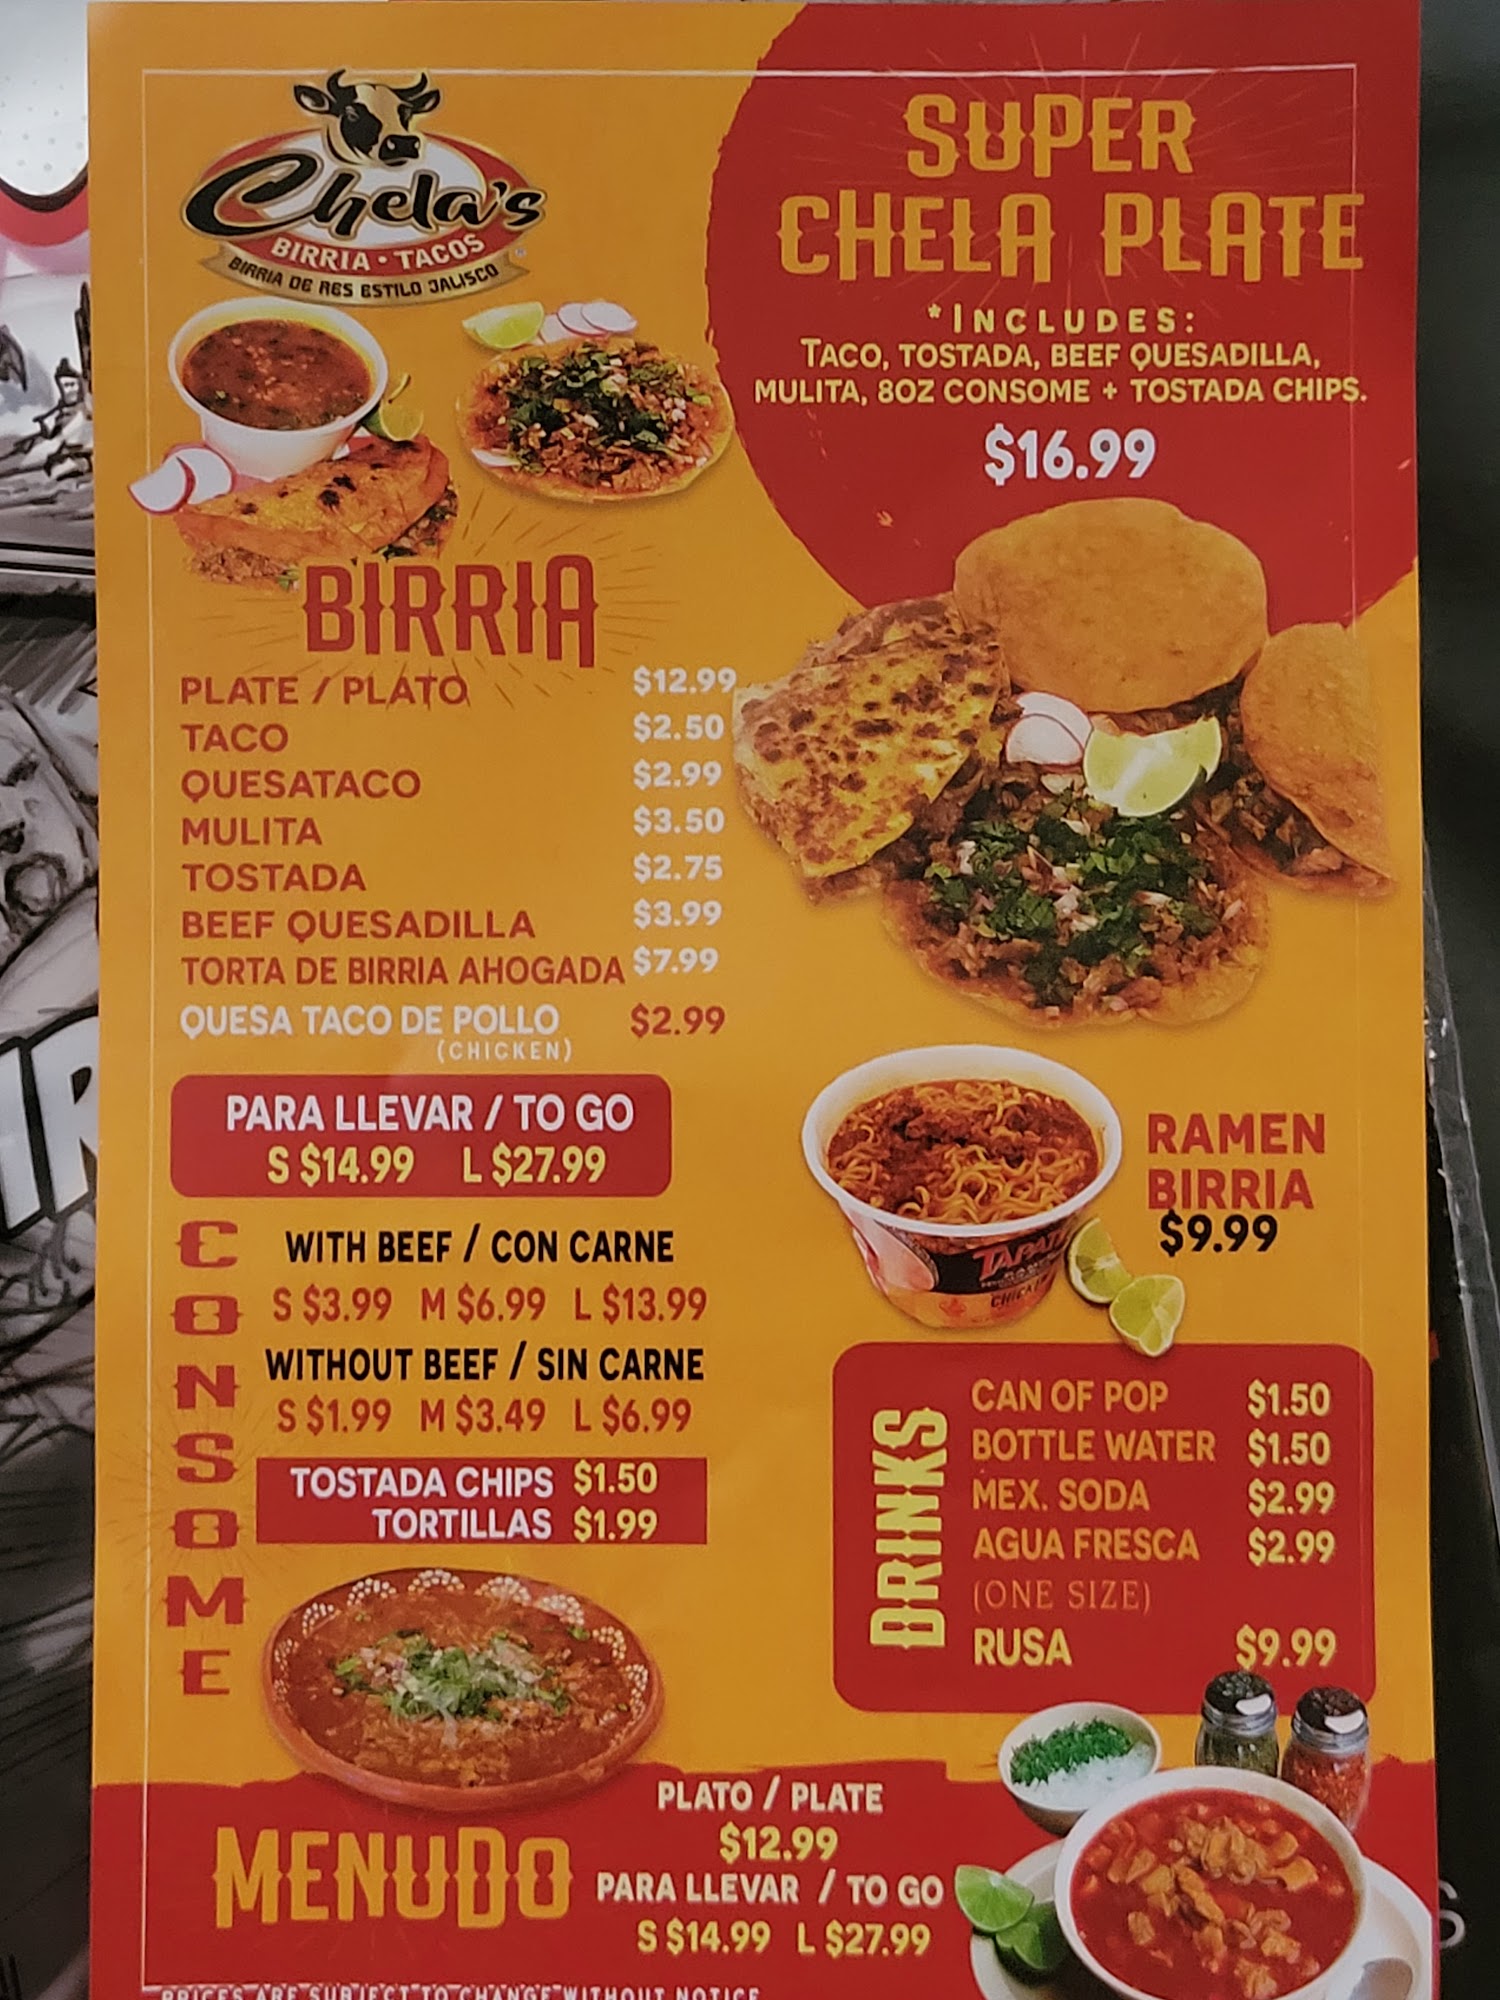 Chela's
BIRRIA • TACOS
BIRRIA DE RES ESTILO JALISCO
SUPER
CHELA PLATE
*INCLUDES:
TACO, TOSTADA, BEEF QUESADILLA,
MULITA, 8OZ CONSOME + TOSTADA CHIPS.
$16.99
BIRRIA
PLATE / PLATO $12.99
TACO $2.50
QUESATACO $2.99
MULITA $3.50
TOSTADA $2.75
BEEF QUESADILLA $3.99
TORTA DE BIRRIA AHOGADA $7.99
QUESA TACO DE POLLO $2.99
(CHICKEN)
PARA LLEVAR / TO GO
S $14.99 L $27.99
CONSOME
WITH BEEF / CON CARNE
S $3.99 M $6.99 L $13.99
WITHOUT BEEF / SIN CARNE
S $1.99 M $3.49 L $6.99
TOSTADA CHIPS $1.50
TORTILLAS $1.99
RAMEN
BIRRIA
$9.99
DRINKS
CAN OF POP $1.50
BOTTLE WATER $1.50
MEX. SODA $2.99
AGUA FRESCA $2.99
(ONE SIZE)
RUSA $9.99
MENUDO
PLATO / PLATE
$12.99
PARA LLEVAR / TO GO
S $14.99 L $27.99
PRICES ARE SUBJECT TO CHANGE WITHOUT NOTICE